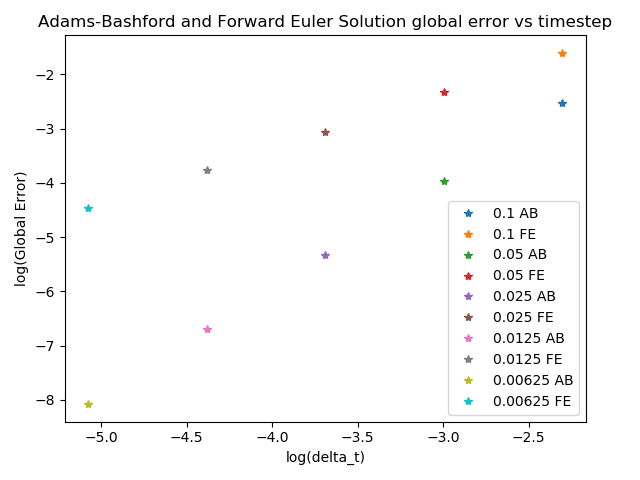 Adams-Bashford and Forward Euler Solution global error vs timestep
log(Global Error)
−2
−3
−4
−5
−6
−7
−8
0.1 AB
0.1 FE
0.05 AB
0.05 FE
0.025 AB
0.025 FE
0.0125 AB
0.0125 FE
0.00625 AB
0.00625 FE
−5.0 −4.5 −4.0 −3.5 −3.0 −2.5
log(delta_t)